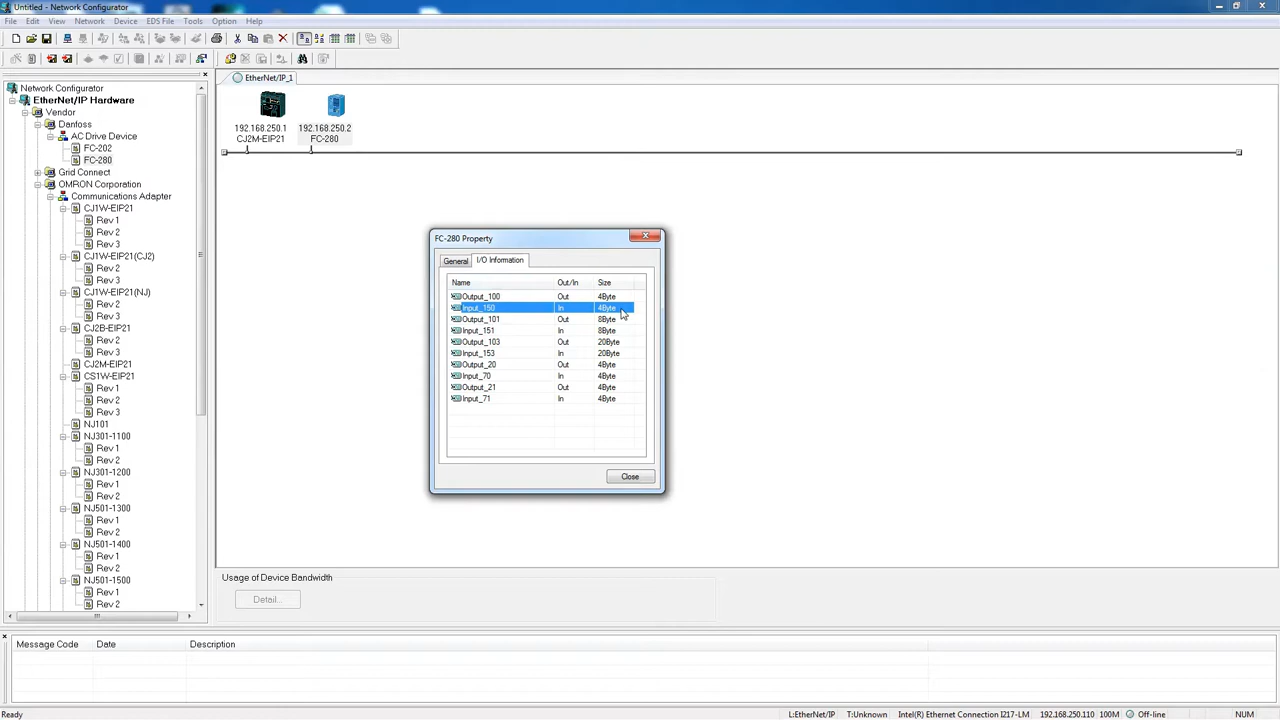 Untitled - Network Configurator
File Edit View Network Device EDS File Tools Option Help
Network Configurator
EtherNet/IP Hardware
Vendor
Danfoss
AC Drive Device
FC-202
FC-280
Grid Connect
OMRON Corporation
Communications Adapter
CJ1W-EIP21
Rev 1
Rev 2
Rev 3
CJ1W-EIP21(CJ2)
Rev 2
Rev 3
CJ1W-EIP21(NJ)
Rev 2
Rev 3
CJ2B-EIP21
Rev 2
Rev 3
CJ2M-EIP21
CS1W-EIP21
Rev 1
Rev 2
Rev 3
NJ101
NJ301-1100
Rev 1
Rev 2
NJ301-1200
Rev 1
Rev 2
NJ501-1300
Rev 1
Rev 2
NJ501-1400
Rev 1
Rev 2
NJ501-1500
Rev 1
Rev 2
EtherNet/IP_1
192.168.250.1 192.168.250.2
CJ2M-EIP21 FC-280
FC-280 Property
General I/O Information
Name Out/In Size
Output_100 Out 4Byte
Input_150 In 4Byte
Output_101 Out 8Byte
Input_151 In 8Byte
Output_103 Out 20Byte
Input_153 In 20Byte
Output_20 Out 4Byte
Input_70 In 4Byte
Output_21 Out 4Byte
Input_71 In 4Byte
Close
Usage of Device Bandwidth
Detail...
Message Code Date Description
Ready L:EtherNet/IP T:Unknown Intel(R) Ethernet Connection I217-LM 192.168.250.110 100M Off-line NUM